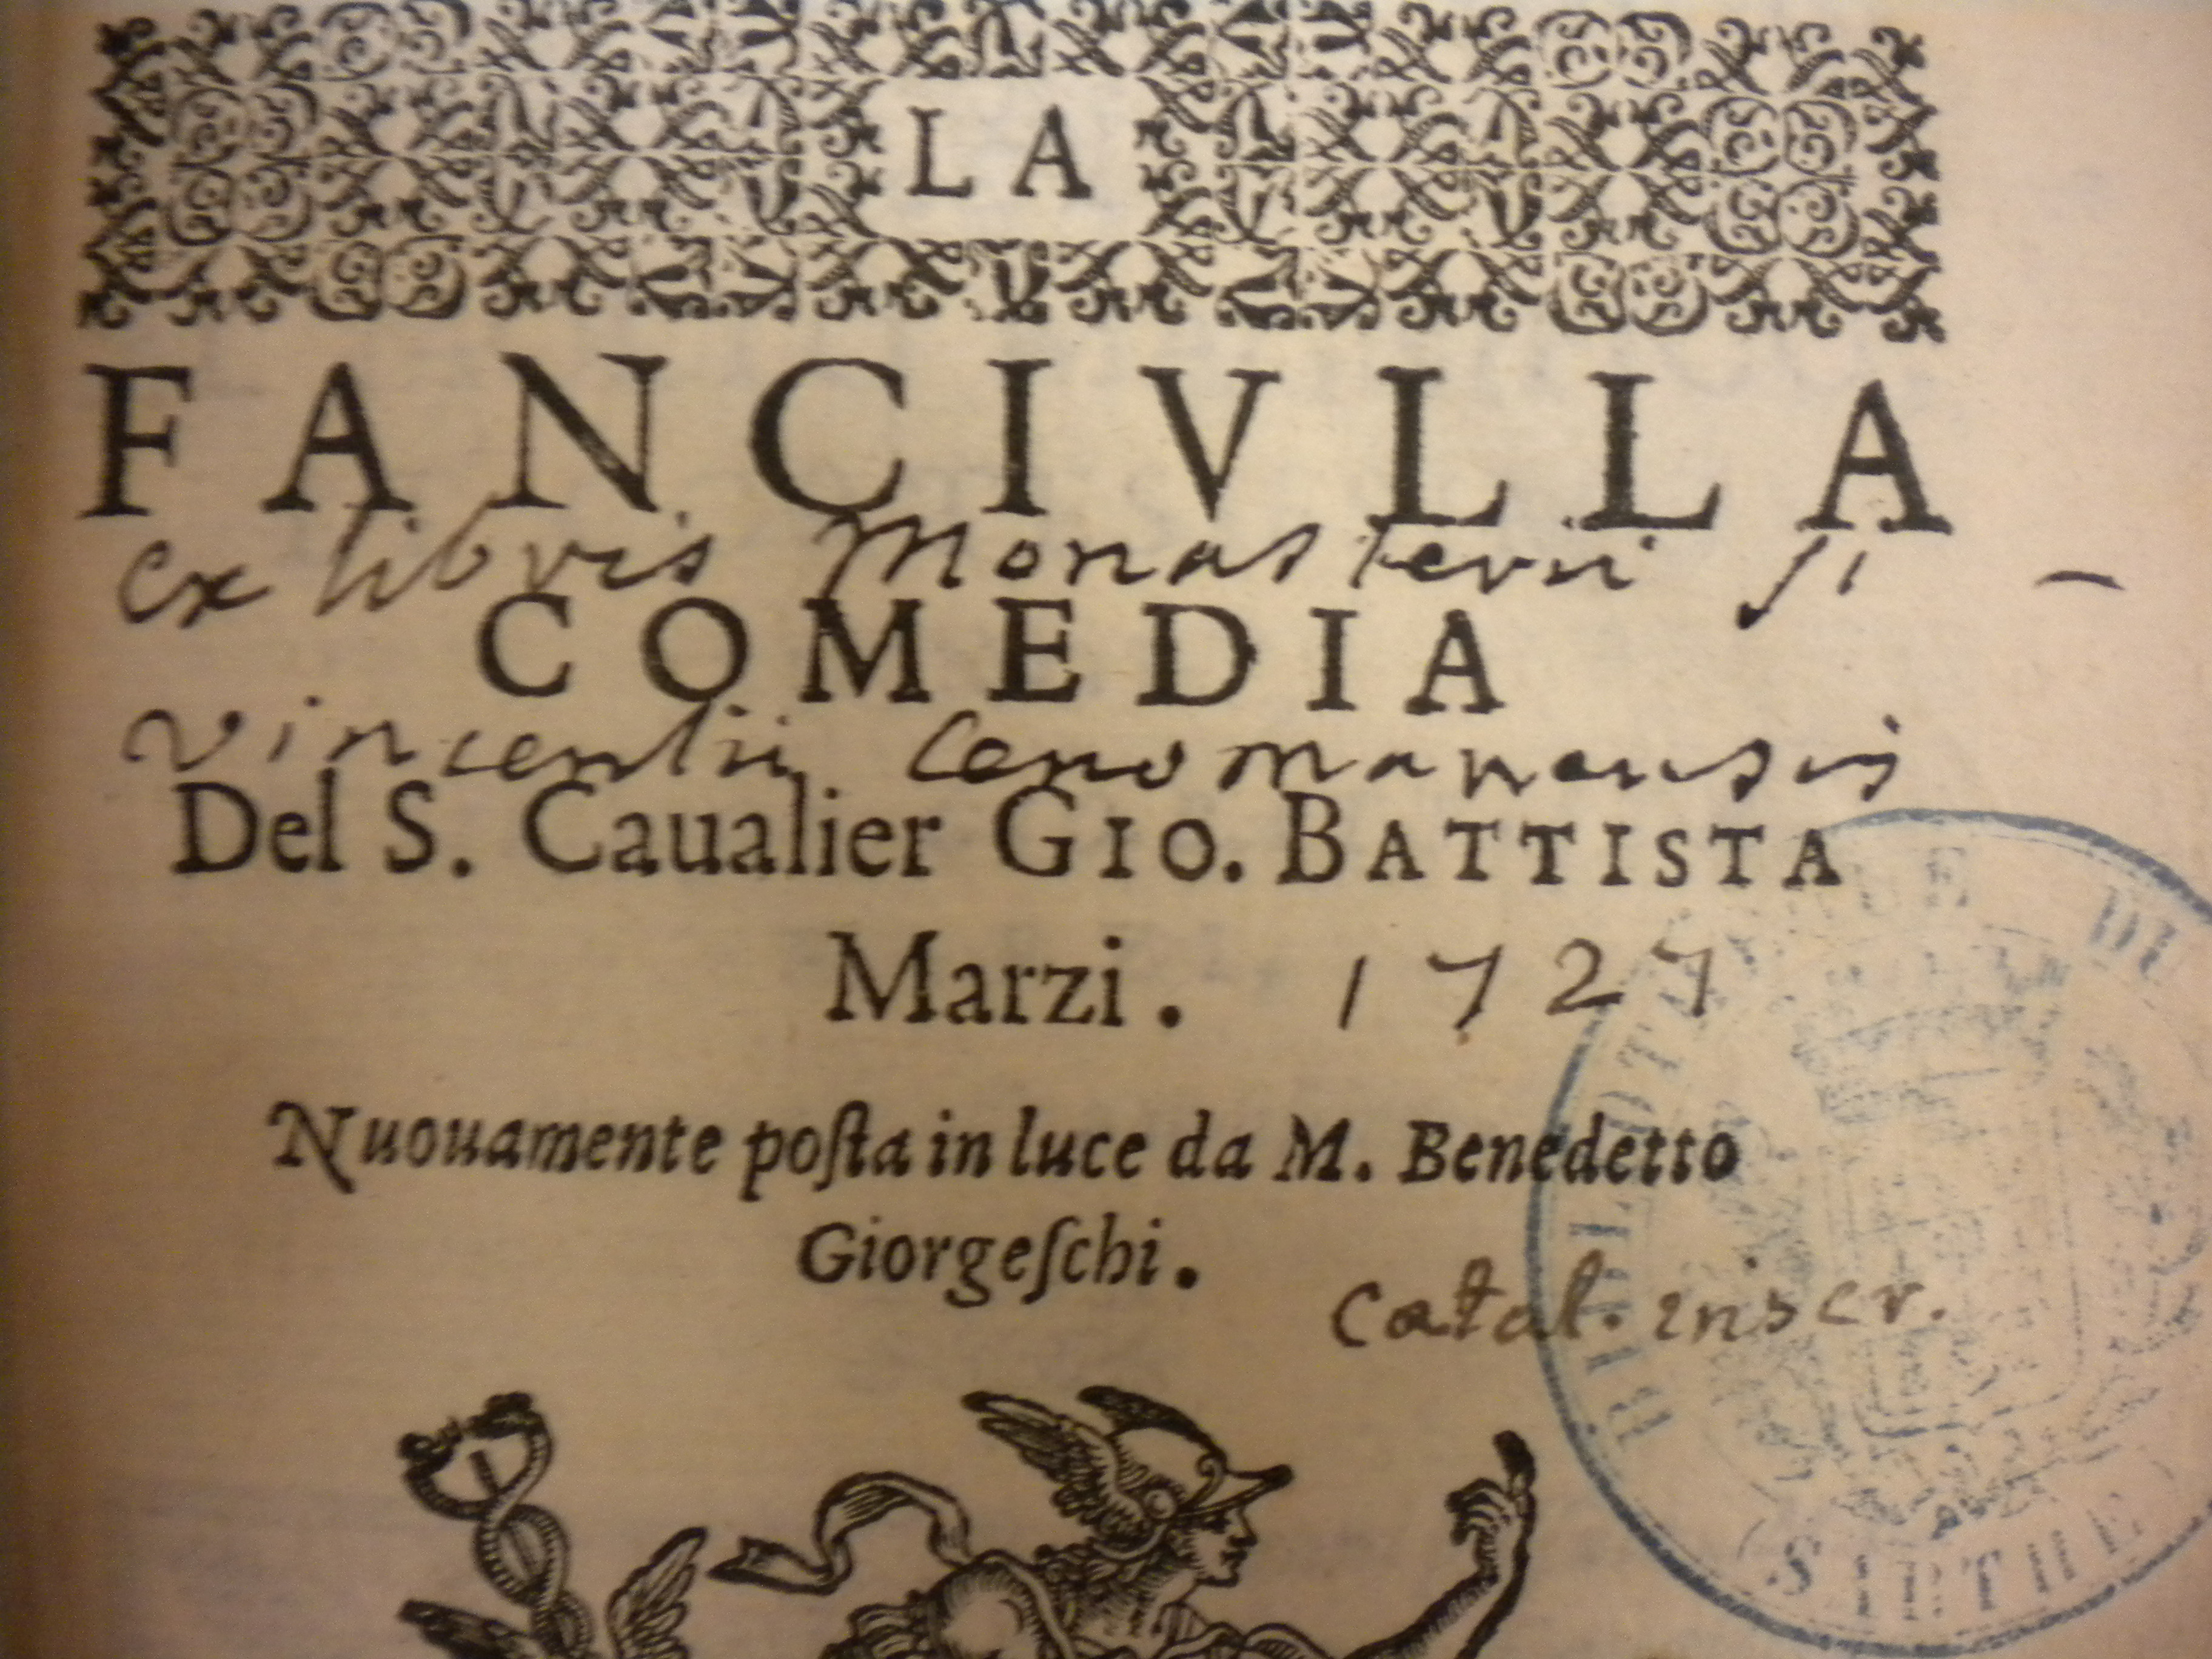 LA
FANCIVLLA
ex libris Monasterii sti -
COMEDIA
vincentii Cenomanensis
Del S. Caualier GIO. BATTISTA
Marzi. 1727
Nuouamente poſta in luce da M. Benedetto
Giorgeſchi.
Catal. inscr.